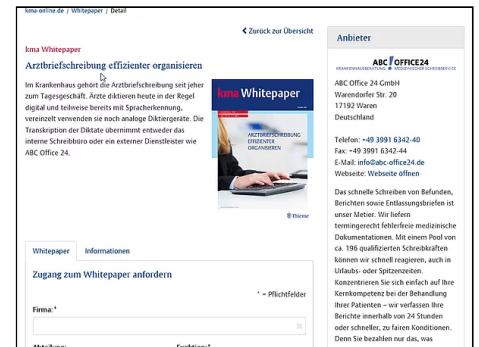 kma-online.de / Whitepaper / Detail
Zurück zur Übersicht
kma Whitepaper
Arztbriefschreibung effizienter organisieren
Im Krankenhaus gehört die Arztbriefschreibung seit jeher
zum Tagesgeschäft. Ärzte diktieren heute in der Regel
digital und teilweise bereits mit Spracherkennung,
vereinzelt verwenden sie noch analoge Diktiergeräte. Die
Transkription der Diktate übernimmt entweder das
interne Schreibbüro oder ein externer Dienstleister wie
ABC Office 24.
kma Whitepaper
ARZTBRIEFSCHREIBUNG
EFFIZIENTER
ORGANISIEREN
Thieme
Whitepaper Informationen
Zugang zum Whitepaper anfordern
* = Pflichtfelder
Firma:*
Abteilung: Funktion:*
Anbieter
ABC OFFICE24
KRANKENHAUSBERATUNG MEDIZINISCHER SCHREIBSERVICE
ABC Office 24 GmbH
Warendorfer Str. 20
17192 Waren
Deutschland
Telefon: +49 3991 6342-40
Fax: +49 3991 6342-44
E-Mail: info@abc-office24.de
Webseite: Webseite öffnen
Das schnelle Schreiben von Befunden,
Berichten sowie Entlassungsbriefen ist
unser Metier. Wir liefern
termingerecht fehlerfreie medizinische
Dokumentationen. Mit einem Pool von
ca. 196 qualifizierten Schreibkräften
können wir schnell reagieren, auch in
Urlaubs- oder Spitzenzeiten.
Konzentrieren Sie sich einfach auf Ihre
Kernkompetenz bei der Behandlung
Ihrer Patienten – wir verfassen Ihre
Berichte innerhalb von 24 Stunden
oder schneller, zu fairen Konditionen.
Denn Sie bezahlen nur das, was